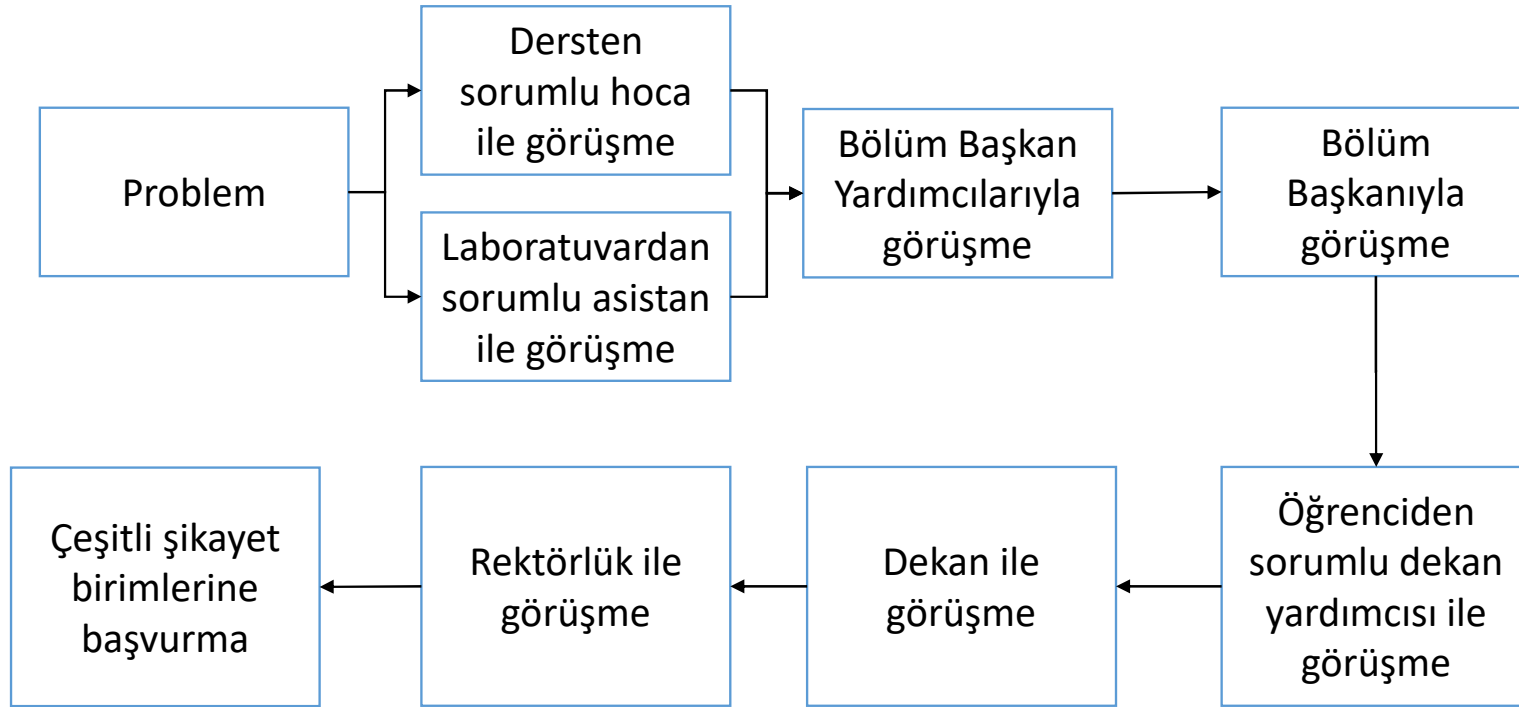 Problem
Dersten
sorumlu hoca
ile görüşme
Laboratuvardan
sorumlu asistan
ile görüşme
Bölüm Başkan
Yardımcılarıyla
görüşme
Bölüm
Başkanıyla
görüşme
Öğrenciden
sorumlu dekan
yardımcısı ile
görüşme
Dekan ile
görüşme
Rektörlük ile
görüşme
Çeşitli şikayet
birimlerine
başvurma